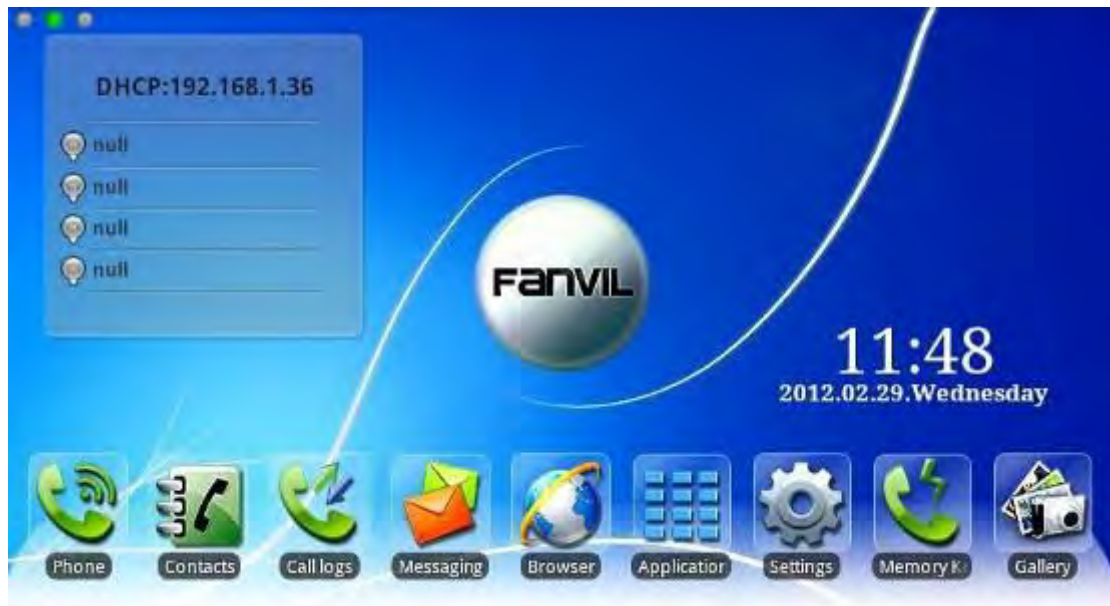 DHCP:192.168.1.36
null
null
null
null
FanVIL
11:48
2012.02.29.Wednesday
Phone
Contacts
Call logs
Messaging
Browser
Application
Settings
Memory K
Gallery